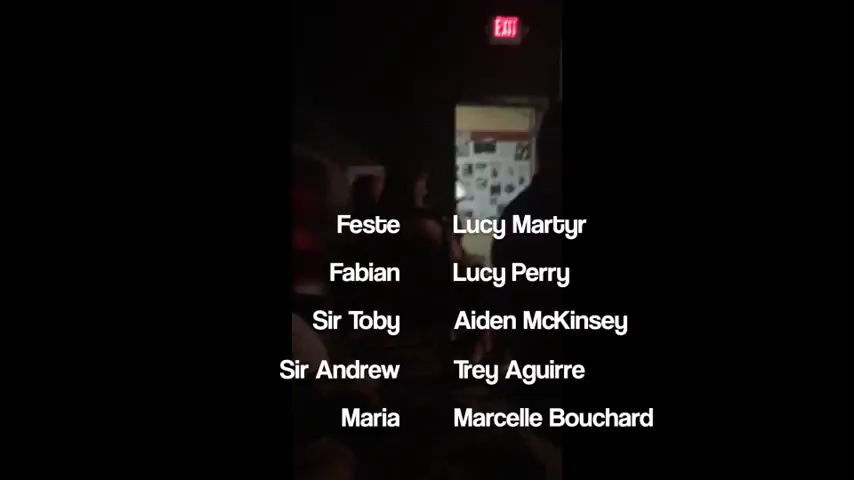 EXIT
Feste Lucy Martyr
Fabian Lucy Perry
Sir Toby Aiden McKinsey
Sir Andrew Trey Aguirre
Maria Marcelle Bouchard